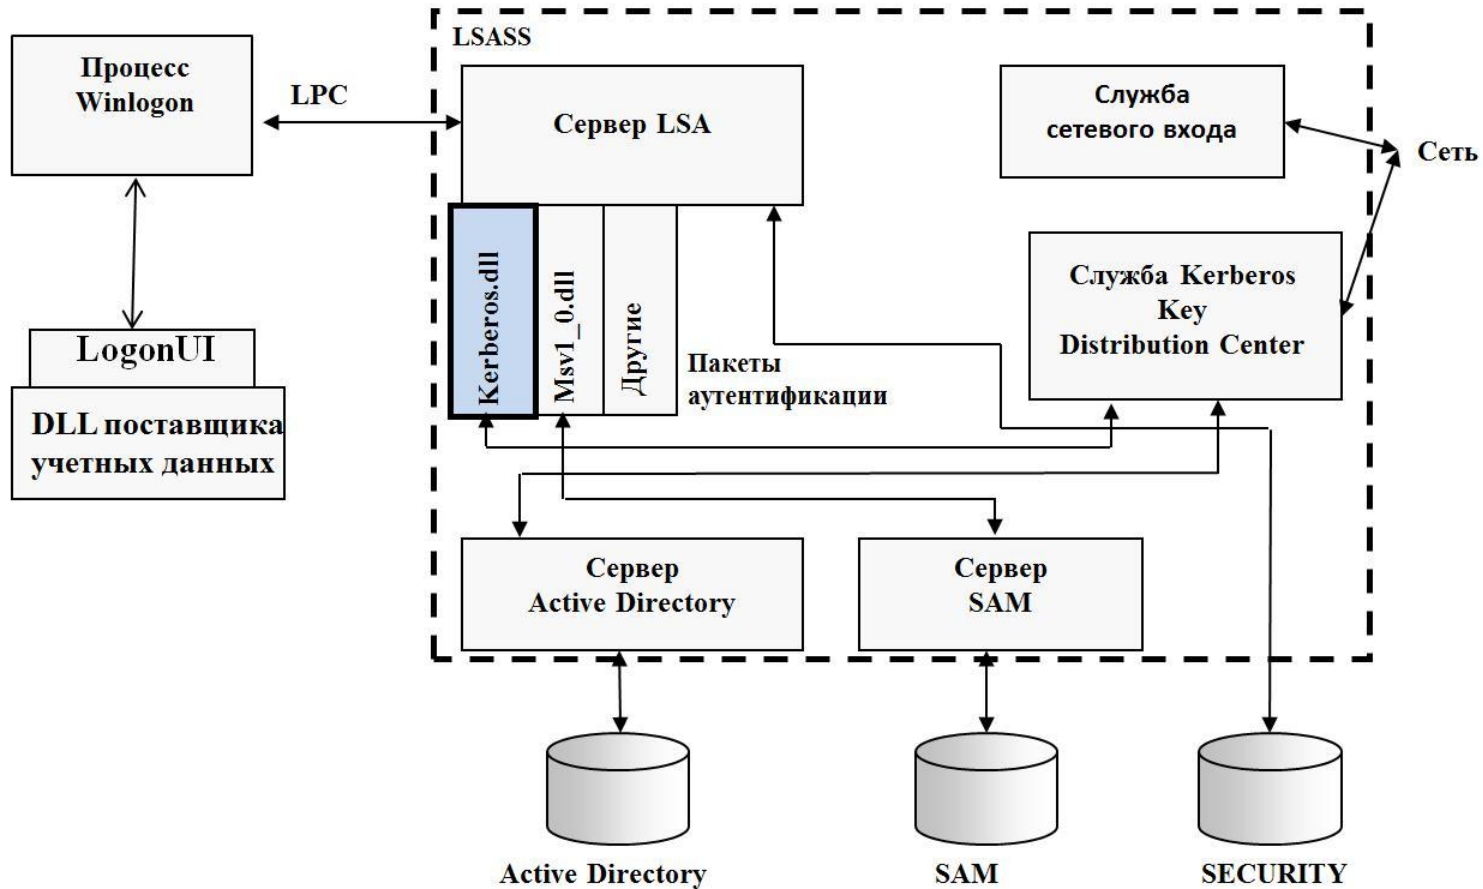 LSASS
Процесс
Winlogon
LPC
Сервер LSA
Служба
сетевого входа
Сеть
Kerberos.dll
Msv1_0.dll
Другие
Служба Kerberos
Key
Distribution Center
LogonUI
Пакеты
аутентификации
DLL поставщика
учетных данных
Сервер
Active Directory
Сервер
SAM
Active Directory
SAM
SECURITY